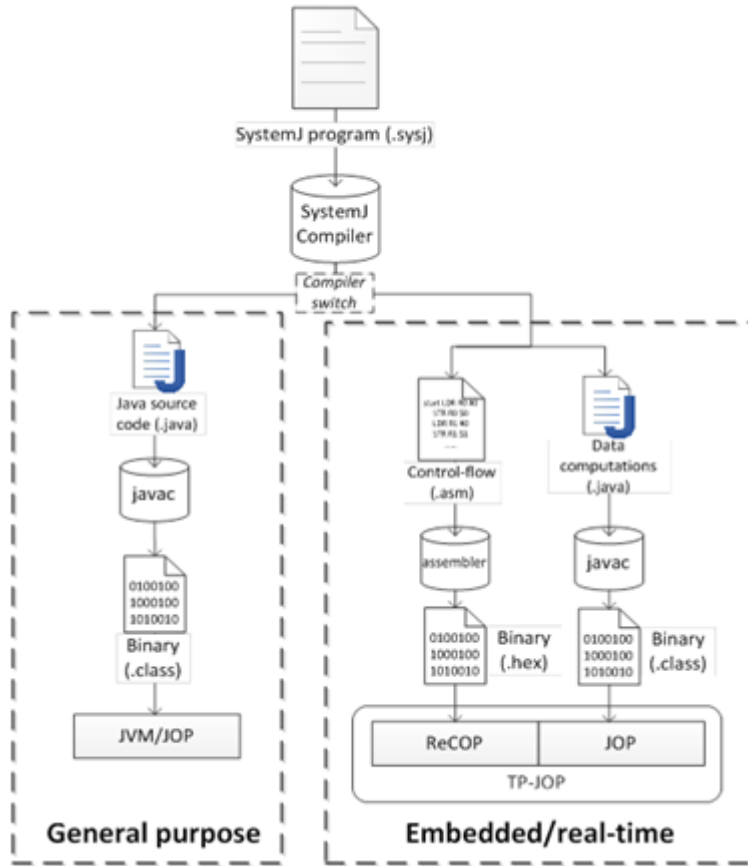 SystemJ program (.sysj)
SystemJ
Compiler
Compiler
switch
Java source
code (.java)
javac
0100100
1000100
1010010
Binary
(.class)
JVM/JOP
General purpose
Control-flow
(.asm)
assembler
0100100
1000100
1010010
Binary
(.hex)
Data
computations
(.java)
javac
0100100
1000100
1010010
Binary
(.class)
ReCOP
JOP
TP-JOP
Embedded/real-time